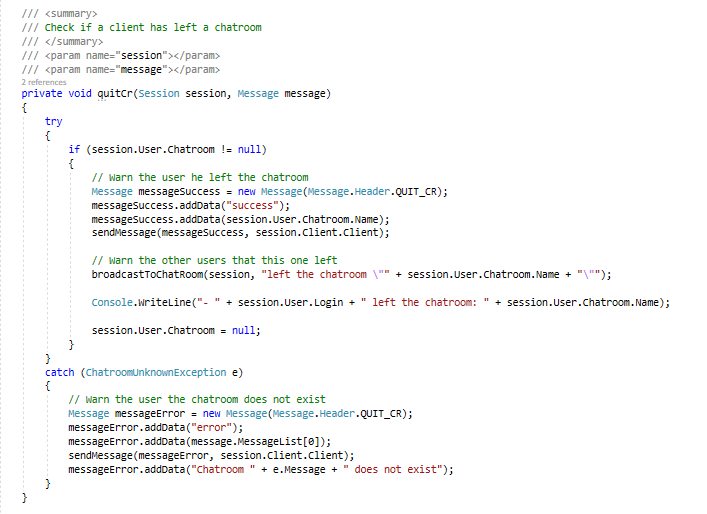 /// <summary>
/// Check if a client has left a chatroom
/// </summary>
/// <param name="session"></param>
/// <param name="message"></param>
2 references
private void quitCr(Session session, Message message)
{
    try
    {
        if (session.User.Chatroom != null)
        {
            // Warn the user he left the chatroom
            Message messageSuccess = new Message(Message.Header.QUIT_CR);
            messageSuccess.addData("success");
            messageSuccess.addData(session.User.Chatroom.Name);
            sendMessage(messageSuccess, session.Client.Client);

            // Warn the other users that this one left
            broadcastToChatRoom(session, "left the chatroom \"" + session.User.Chatroom.Name + "\"");

            Console.WriteLine("- " + session.User.Login + " left the chatroom: " + session.User.Chatroom.Name);

            session.User.Chatroom = null;
        }
    }
    catch (ChatroomUnknownException e)
    {
        // Warn the user the chatroom does not exist
        Message messageError = new Message(Message.Header.QUIT_CR);
        messageError.addData("error");
        messageError.addData(message.MessageList[0]);
        sendMessage(messageError, session.Client.Client);
        messageError.addData("Chatroom " + e.Message + " does not exist");
    }
}